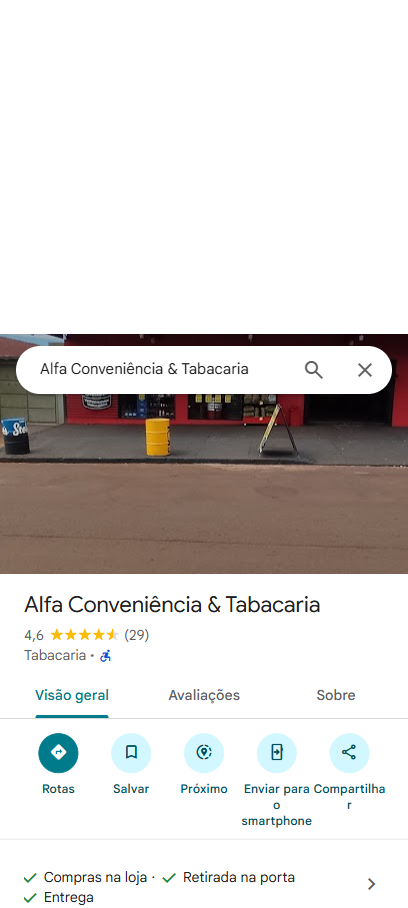 Alfa Conveniência & Tabacaria
Alfa Conveniência & Tabacaria
4,6 (29)
Tabacaria ·
Visão geral Avaliações Sobre
Rotas Salvar Próximo Enviar para o smartphone Compartilhar
Compras na loja · Retirada na porta
Entrega